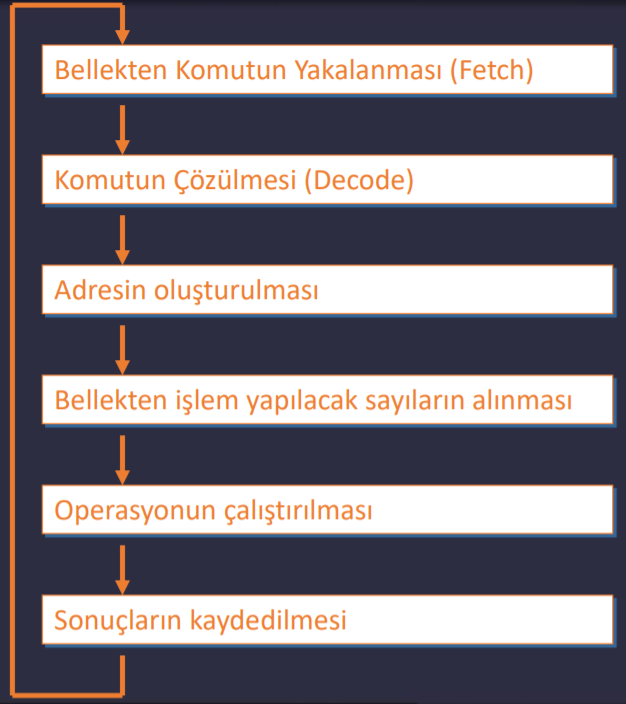 Bellekten Komutun Yakalanması (Fetch)
Komutun Çözülmesi (Decode)
Adresin oluşturulması
Bellekten işlem yapılacak sayıların alınması
Operasyonun çalıştırılması
Sonuçların kaydedilmesi